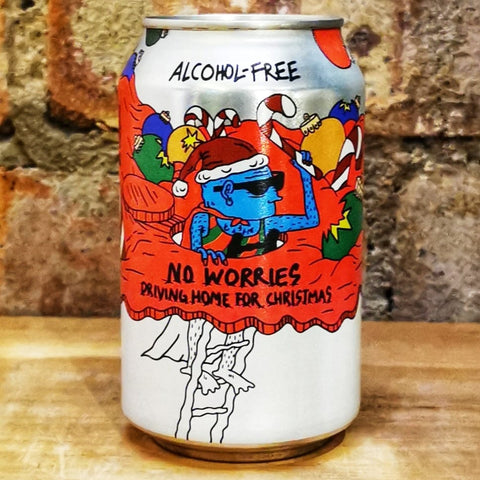 ALCOHOL-FREE
NO WORRIES
DRIVING HOME FOR CHRISTMAS